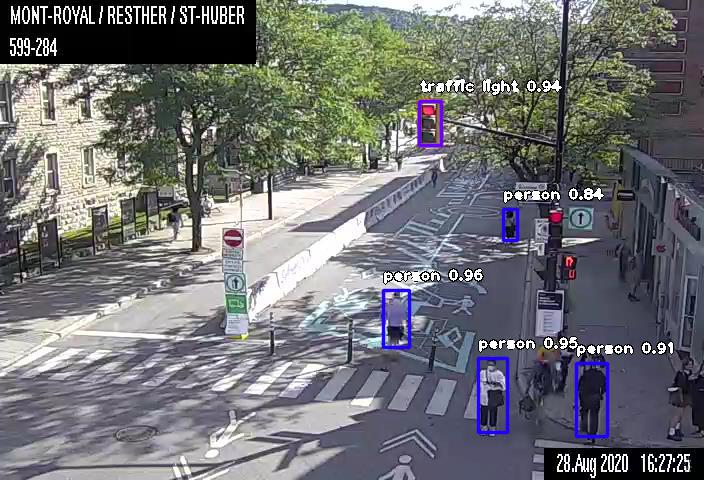 MONT-ROYAL / RESTHER / ST-HUBER
599-284
traffic light 0.94
person 0.84
person 0.96
person 0.95
person 0.91
28.Aug 2020 16:27:25